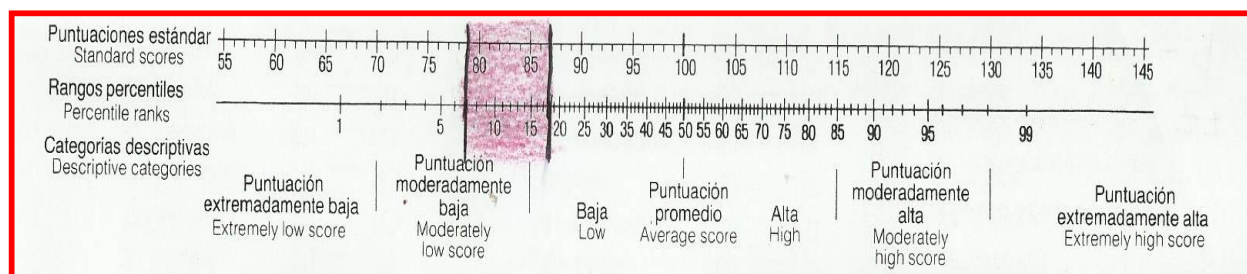 Puntuaciones estándar
Standard scores
55 60 65 70 75 80 85 90 95 100 105 110 115 120 125 130 135 140 145
Rangos percentiles
Percentile ranks
1 5 10 15 20 25 30 35 40 45 50 55 60 65 70 75 80 85 90 95 99
Categorías descriptivas
Descriptive categories
Puntuación
extremadamente baja
Extremely low score
Puntuación
moderadamente
baja
Moderately
low score
Baja
Low
Puntuación
promedio
Average score
Alta
High
Puntuación
moderadamente
alta
Moderately
high score
Puntuación
extremadamente alta
Extremely high score